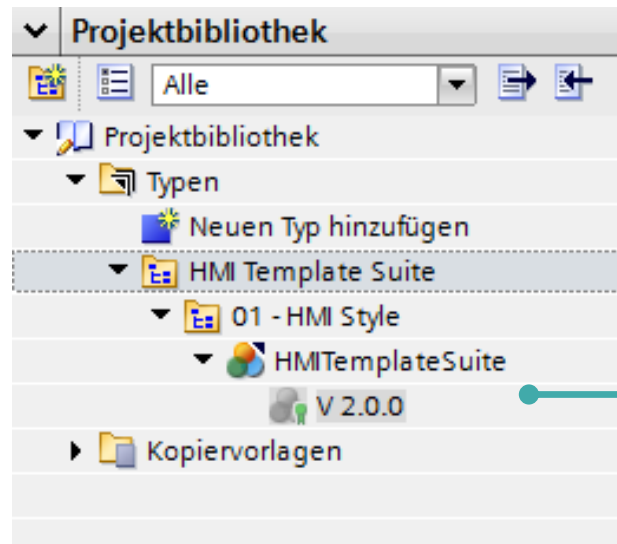 Projektbibliothek
Alle
Projektbibliothek
Typen
Neuen Typ hinzufügen
HMI Template Suite
01 - HMI Style
HMITemplateSuite
V 2.0.0
Kopiervorlagen